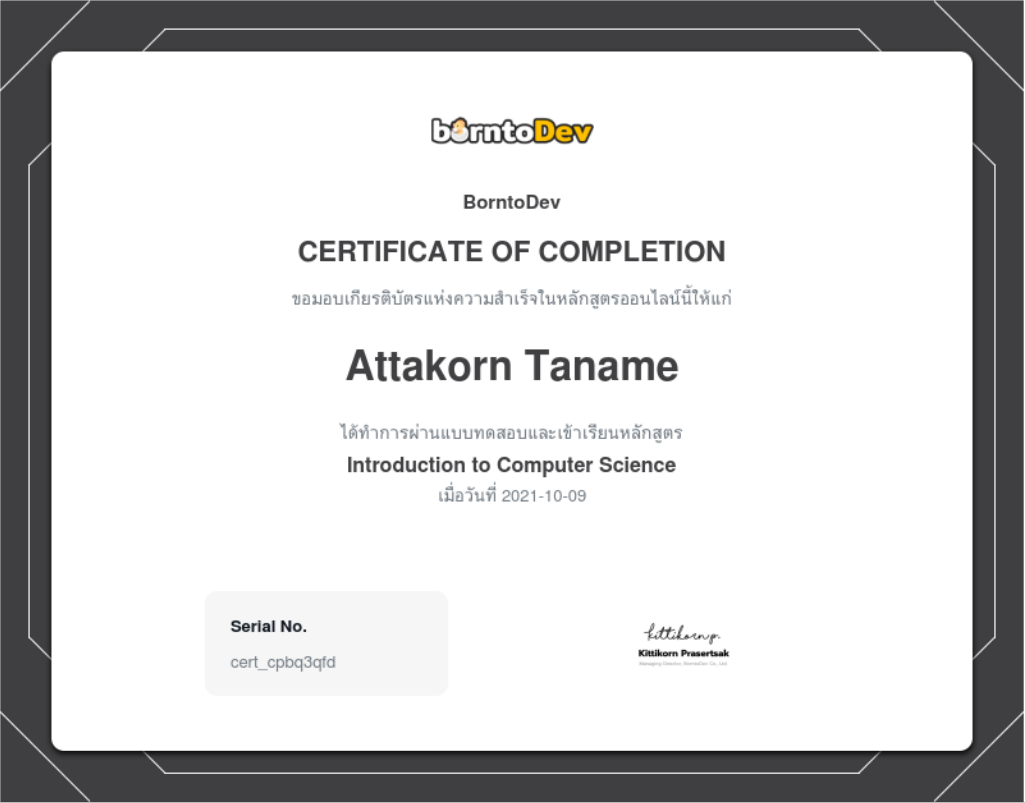 borntoDev
BorntoDev
CERTIFICATE OF COMPLETION
ขอมอบเกียรติบัตรแห่งความสำเร็จในหลักสูตรออนไลน์นี้ให้แก่
Attakorn Taname
ได้ทำการผ่านแบบทดสอบและเข้าเรียนหลักสูตร
Introduction to Computer Science
เมื่อวันที่ 2021-10-09
Serial No.
cert_cpbq3qfd
kittikorn p.
Kittikorn Prasertsak
Managing Director, BorntoDev Co., Ltd.